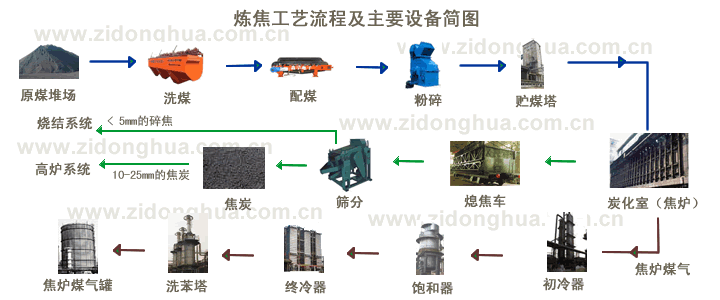 炼焦工艺流程及主要设备简图
www.zidonghua.com.cn
原煤堆场
洗煤
配煤
粉碎
贮煤塔
烧结系统
< 5mm的碎焦
www.zidonghua.com.cn
高炉系统
10-25mm的焦炭
焦炭
筛分
熄焦车
炭化室（焦炉）
www.zidonghua.com.cn
www.zidonghua.com.cn
焦炉煤气
焦炉煤气罐
洗苯塔
终冷器
饱和器
初冷器